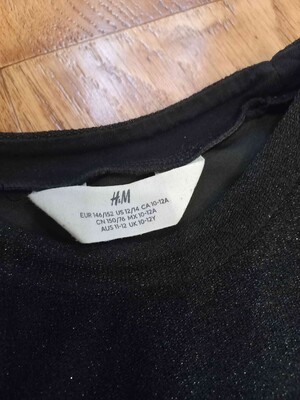 H&M
EUR 146/152 US 12/14 CA 10-12A
CN 150/76 MX 10-12A
AUS 11-12 UK 10-12Y